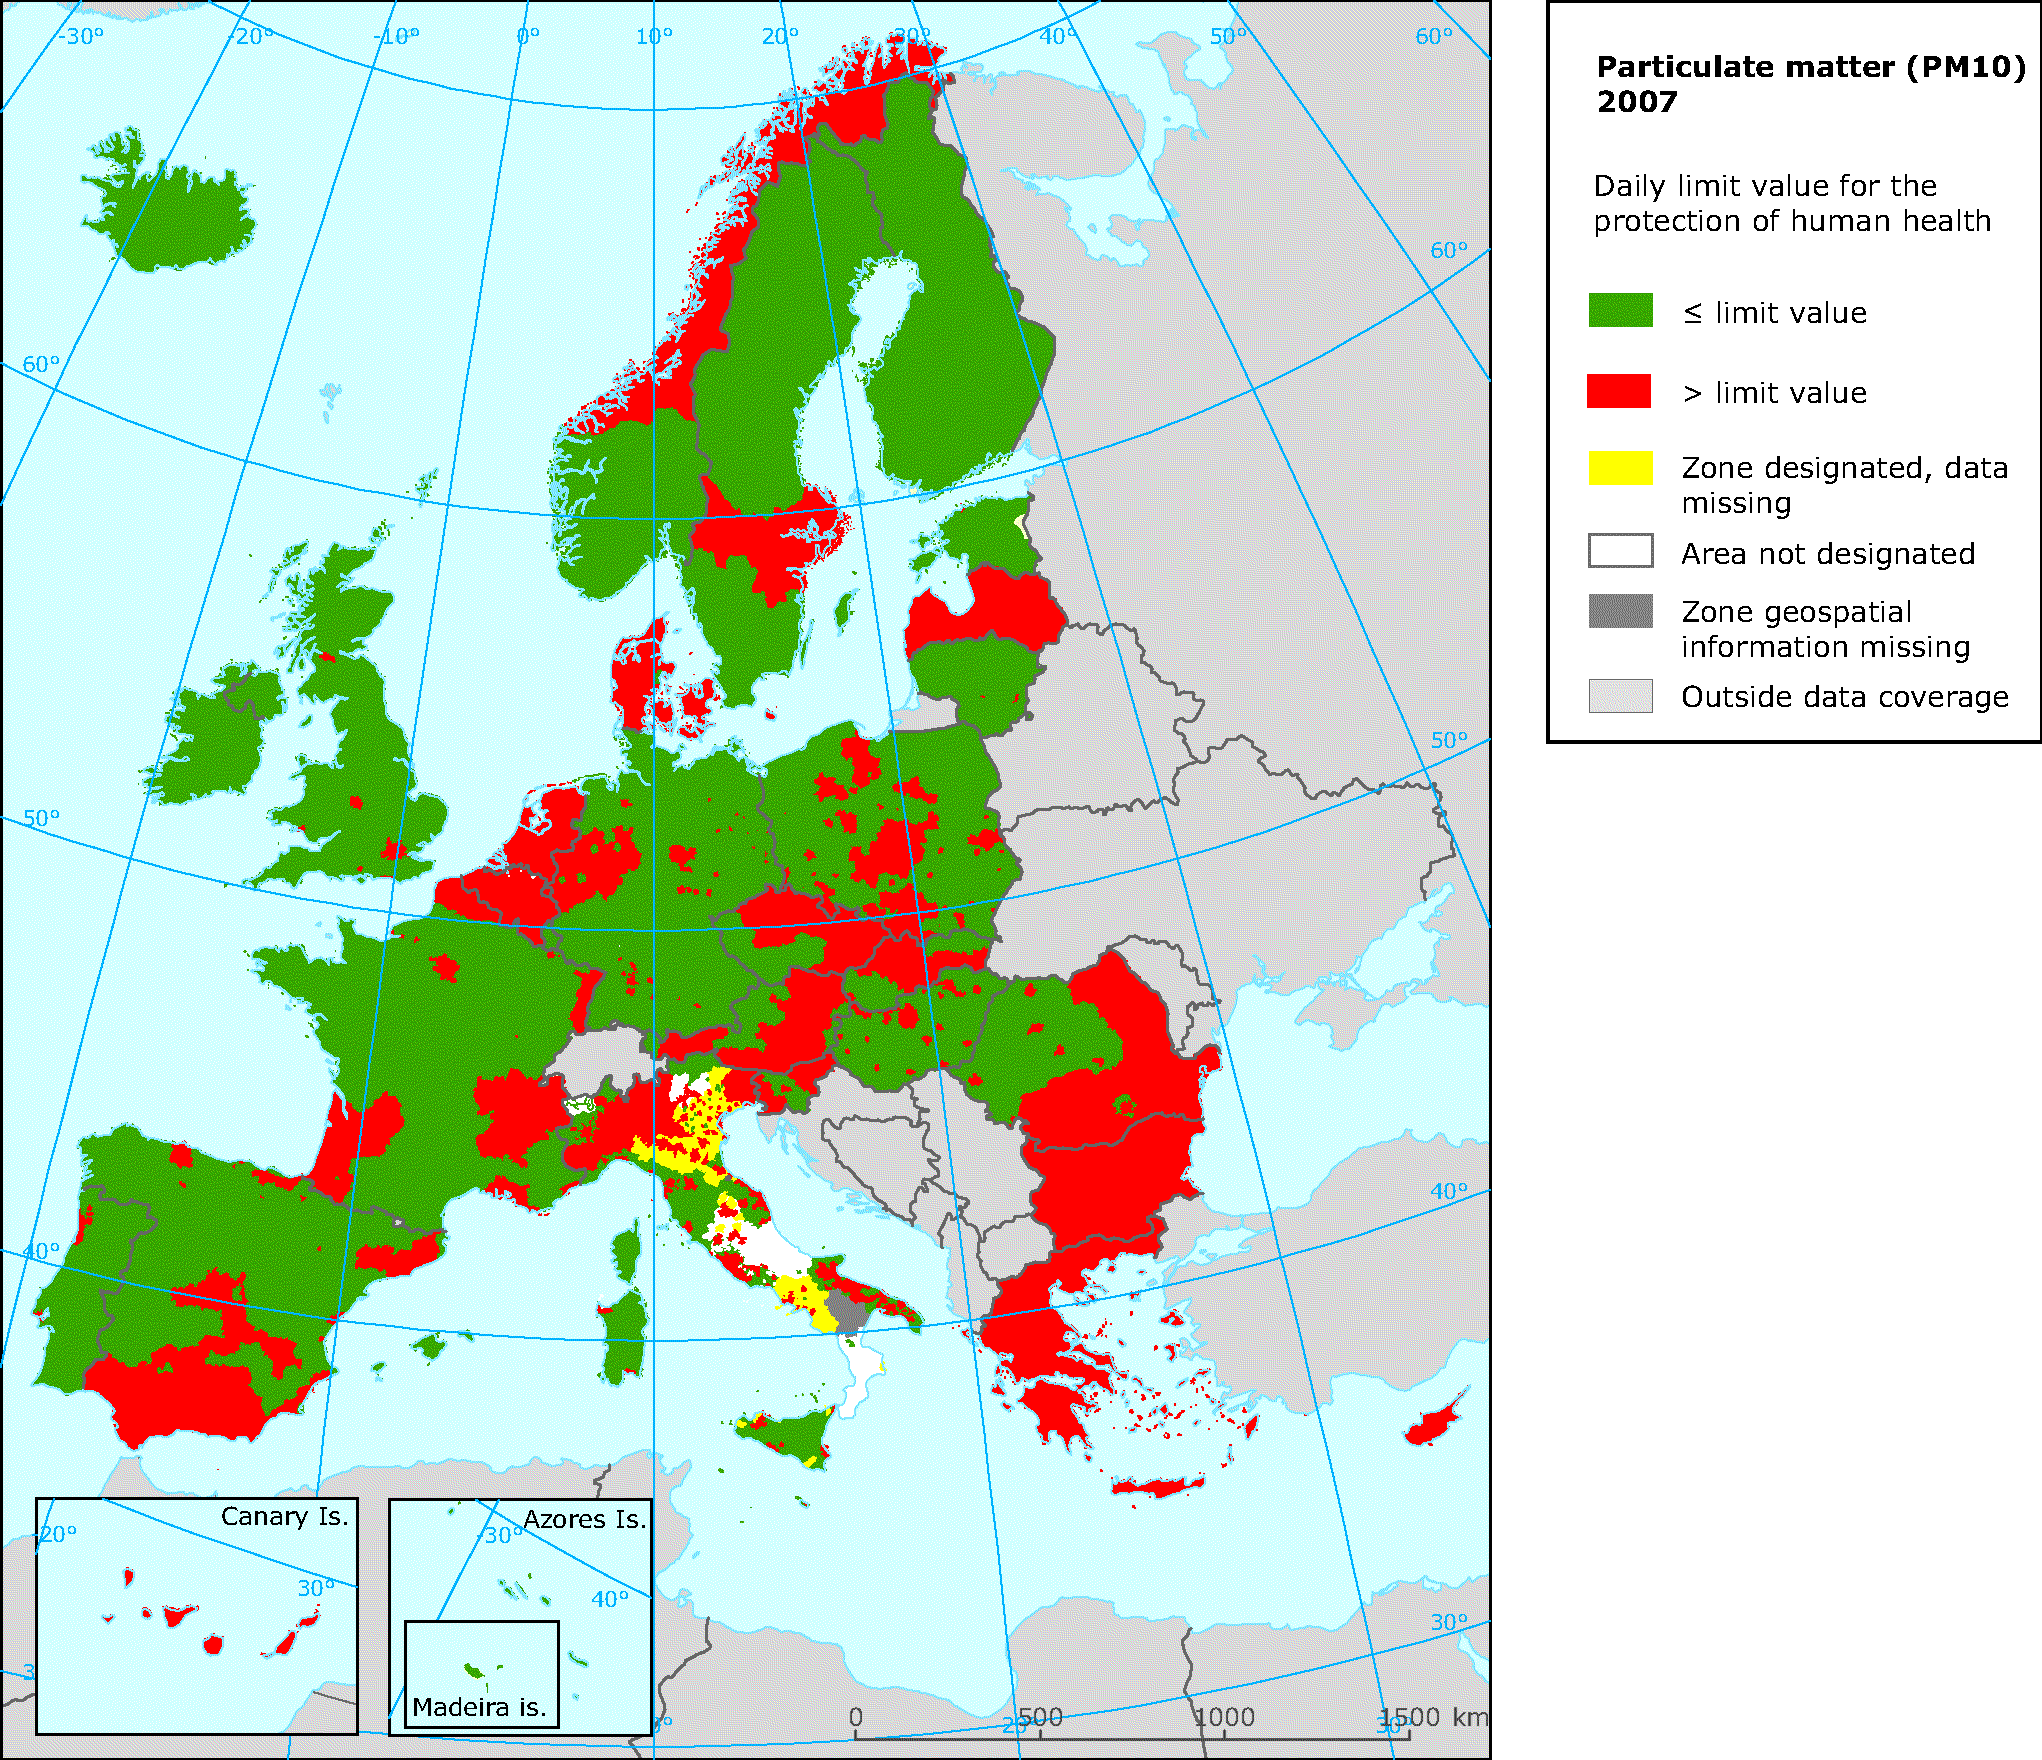 -30° -20° -10° 0° 10° 20° 30° 40° 50° 60°
Particulate matter (PM10)
2007
Daily limit value for the
protection of human health
≤ limit value
> limit value
Zone designated, data
missing
Area not designated
Zone geospatial
information missing
Outside data coverage
60°
60°
50°
50°
40°
40°
30°
Canary Is.
-20°
30°
Azores Is.
-30°
40°
Madeira is.
0 500 1000 1500 km
20° 30°